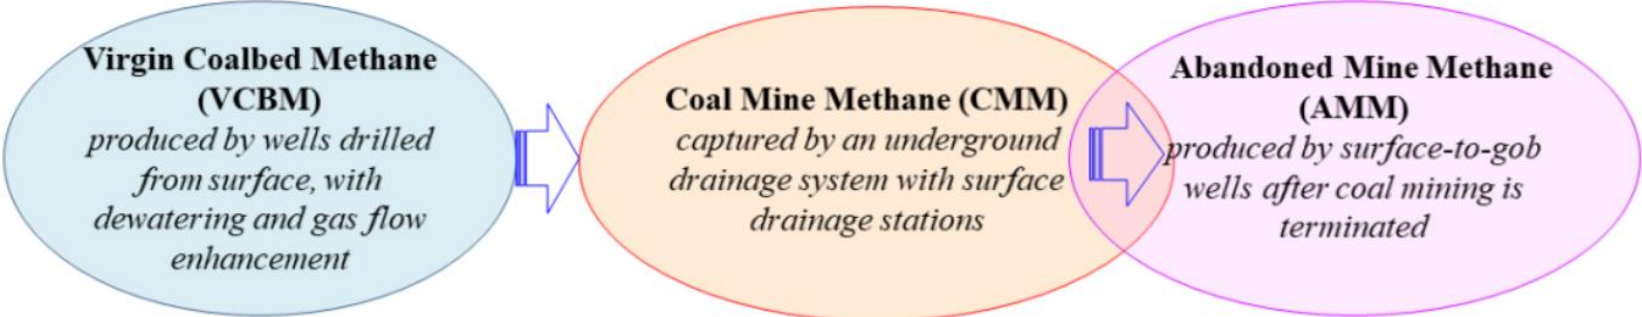 Virgin Coalbed Methane
(VCBM)
produced by wells drilled
from surface, with
dewatering and gas flow
enhancement
Coal Mine Methane (CMM)
captured by an underground
drainage system with surface
drainage stations
Abandoned Mine Methane
(AMM)
produced by surface-to-gob
wells after coal mining is
terminated